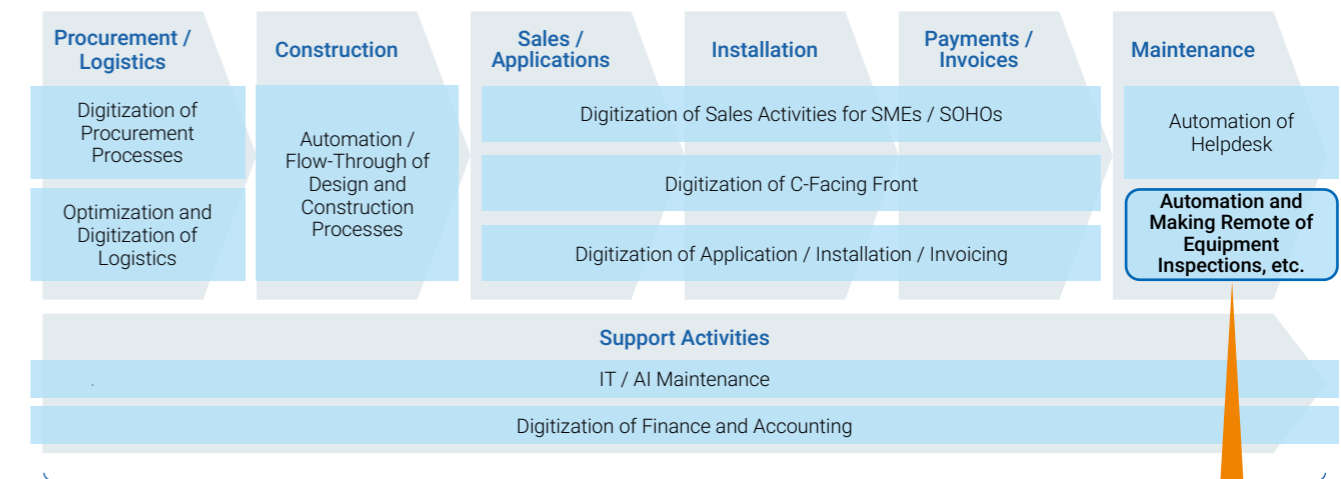 Procurement /
Logistics
Construction
Sales /
Applications
Installation
Payments /
Invoices
Maintenance
Digitization of
Procurement
Processes
Optimization and
Digitization of
Logistics
Automation /
Flow-Through of
Design and
Construction
Processes
Digitization of Sales Activities for SMEs / SOHOs
Digitization of C-Facing Front
Digitization of Application / Installation / Invoicing
Automation of
Helpdesk
Automation and
Making Remote of
Equipment
Inspections, etc.
Support Activities
IT / AI Maintenance
Digitization of Finance and Accounting